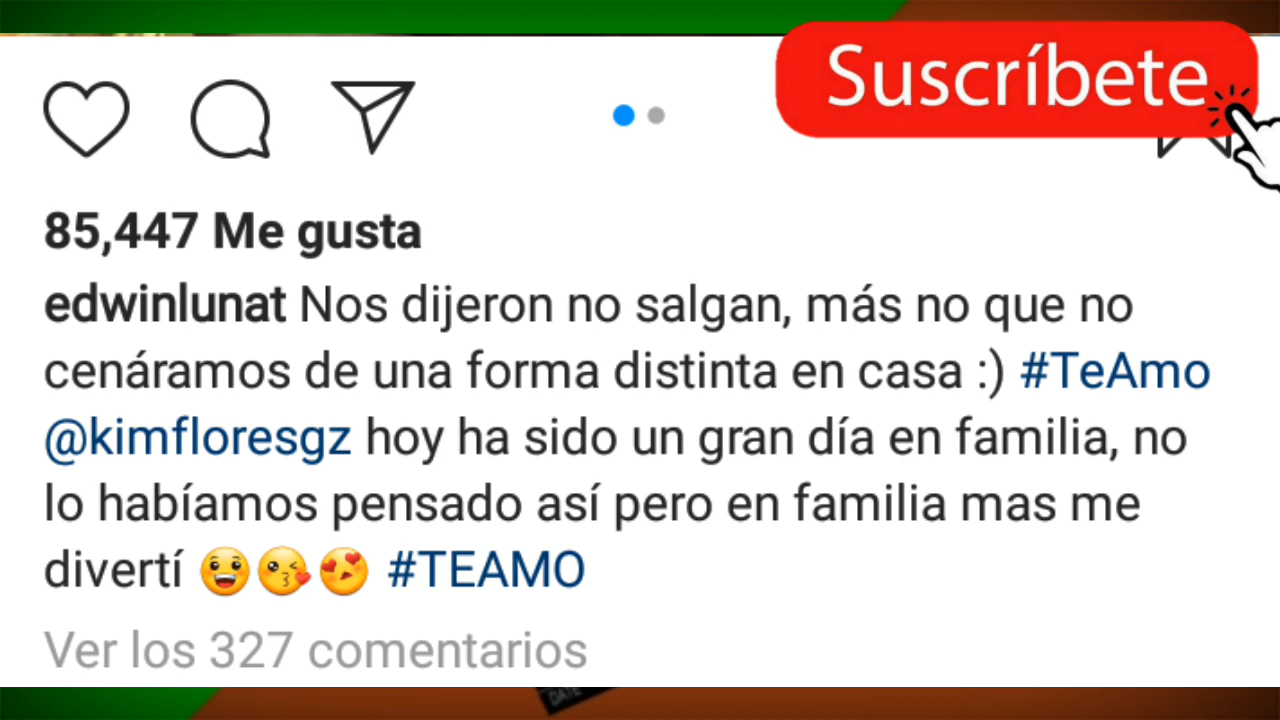 Suscríbete
85,447 Me gusta
edwinlunat Nos dijeron no salgan, más no que no
cenáramos de una forma distinta en casa :) #TeAmo
@kimfloresgz hoy ha sido un gran día en familia, no
lo habíamos pensado así pero en familia mas me
divertí 😀😘😍 #TEAMO
Ver los 327 comentarios
DATE